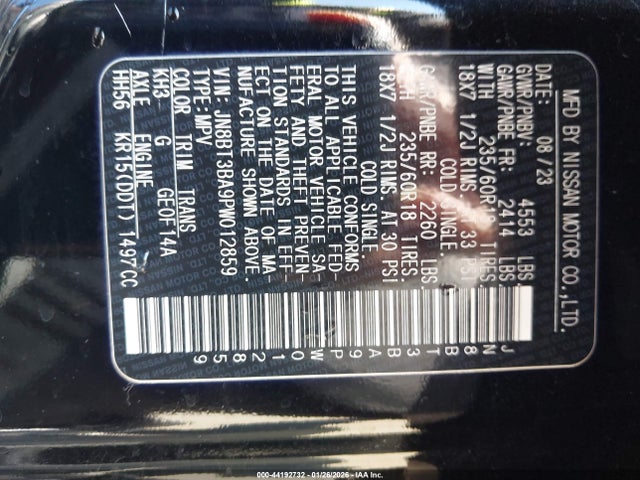 MFD BY NISSAN MOTOR CO.,LTD.
DATE: 08/23
GVWR/PNBV: 4553 LBS
GAWR/PNBE FR: 2414 LBS
WITH 235/60R18 TIRES,
18X7 1/2J RIMS AT 33 PSI
COLD SINGLE.
GAWR/PNBE RR: 2260 LBS
WITH 235/60R18 TIRES,
18X7 1/2J RIMS, AT 30 PSI
COLD SINGLE
THIS VEHICLE CONFORMS
TO ALL APPLICABLE FED-
ERAL MOTOR VEHICLE SA-
FETY AND THEFT PREVEN-
TION STANDARDS IN EFF-
ECT ON THE DATE OF MA-
NUFACTURE SHOWN ABOVE.
VIN: JN8BT3BA9PW012859
TYPE: MPV
COLOR TRIM TRANS
KH3 G GE0F14A
AXLE ENGINE
HH56 KR15(DDT) 1497CC
JN8BT3BA9PW012859
000-44192732 - 01/26/2026 - IAA Inc.